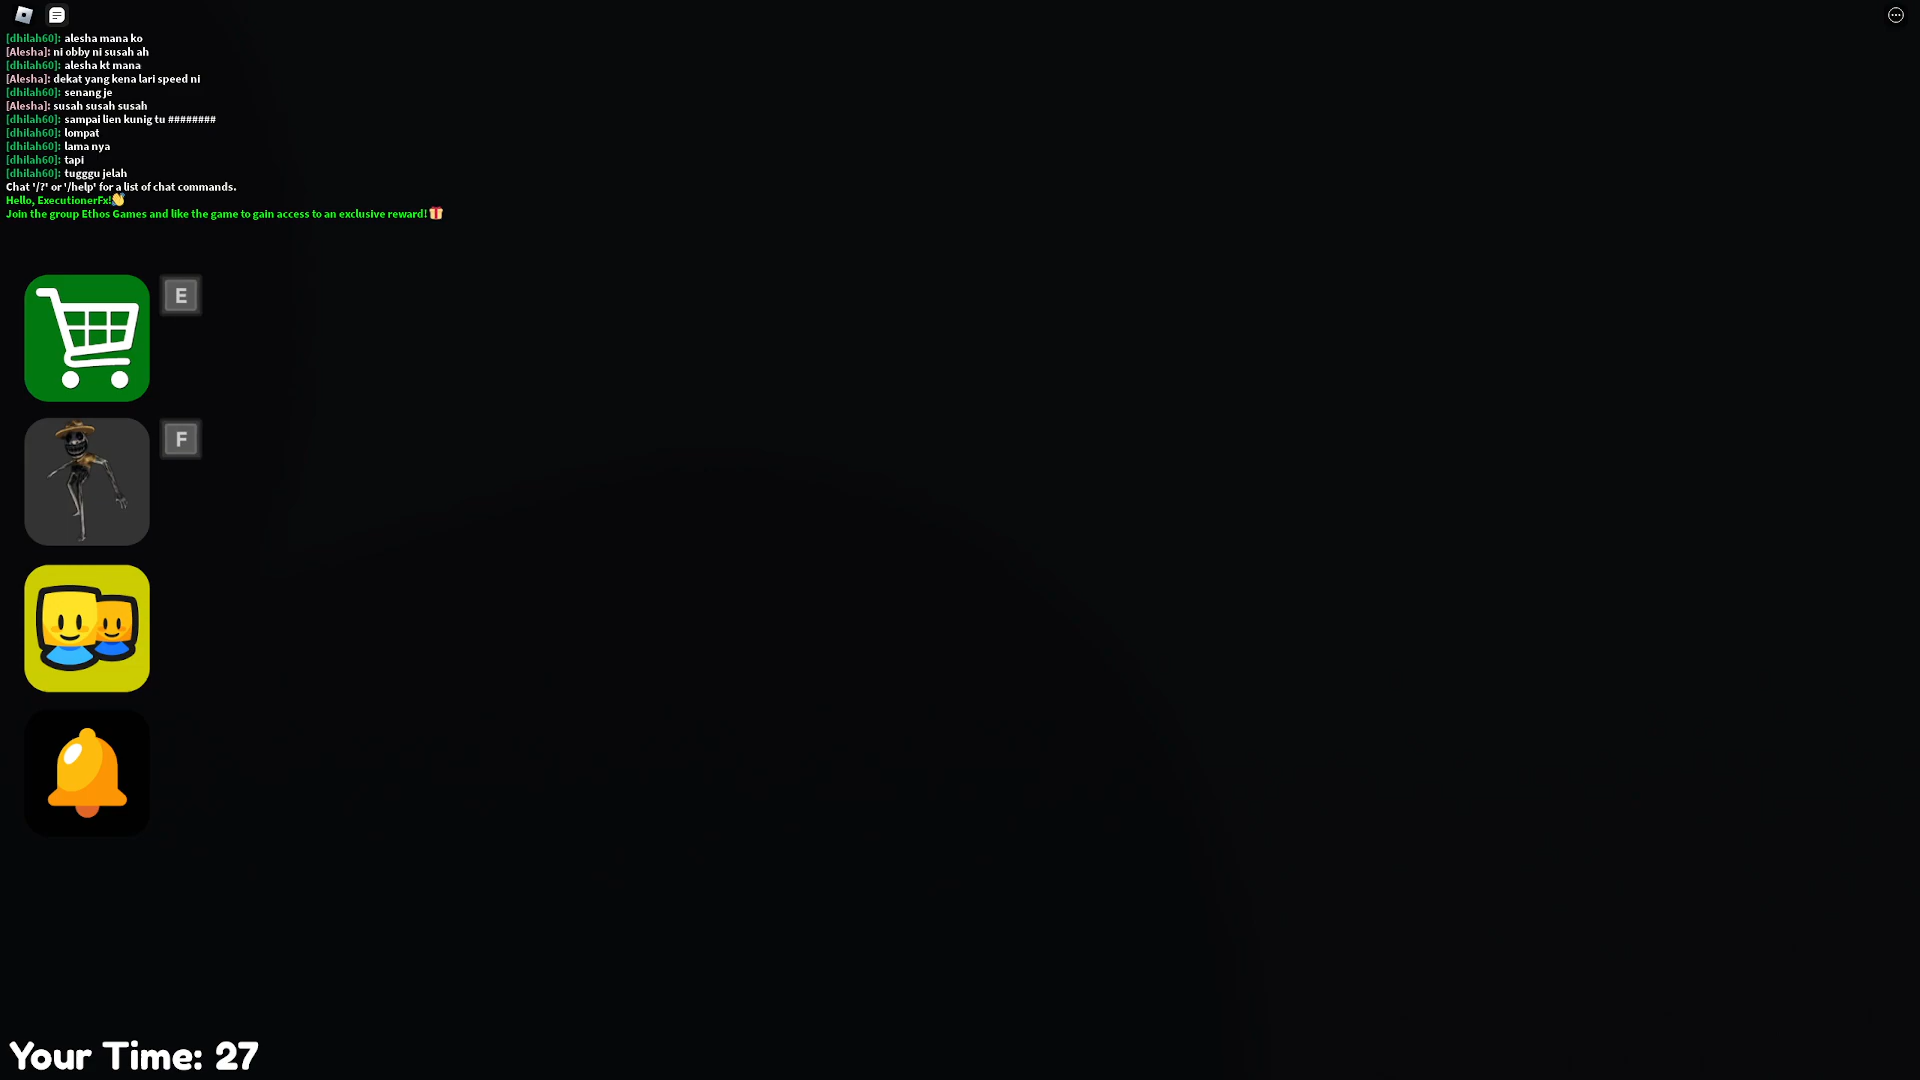 [dhilah60]: alesha mana ko
[Alesha]: ni obby ni susah ah
[dhilah60]: alesha kt mana
[Alesha]: dekat yang kena lari speed ni
[dhilah60]: senang je
[Alesha]: susah susah susah
[dhilah60]: sampai lien kunig tu ########
[dhilah60]: lompat
[dhilah60]: lama nya
[dhilah60]: tapi
[dhilah60]: tugggu jelah
Chat '/?' or '/help' for a list of chat commands.
Hello, ExecutionerFx!👋
Join the group Ethos Games and like the game to gain access to an exclusive reward!🎁
E
F
Your Time: 27